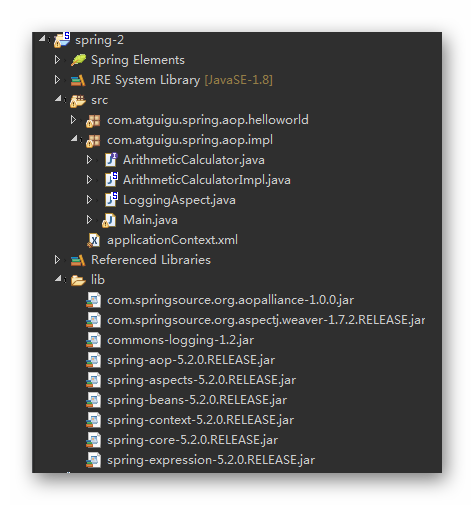 spring-2
Spring Elements
JRE System Library [JavaSE-1.8]
src
com.atguigu.spring.aop.helloworld
com.atguigu.spring.aop.impl
ArithmeticCalculator.java
ArithmeticCalculatorImpl.java
LoggingAspect.java
Main.java
applicationContext.xml
Referenced Libraries
lib
com.springsource.org.aopalliance-1.0.0.jar
com.springsource.org.aspectj.weaver-1.7.2.RELEASE.jar
commons-logging-1.2.jar
spring-aop-5.2.0.RELEASE.jar
spring-aspects-5.2.0.RELEASE.jar
spring-beans-5.2.0.RELEASE.jar
spring-context-5.2.0.RELEASE.jar
spring-core-5.2.0.RELEASE.jar
spring-expression-5.2.0.RELEASE.jar